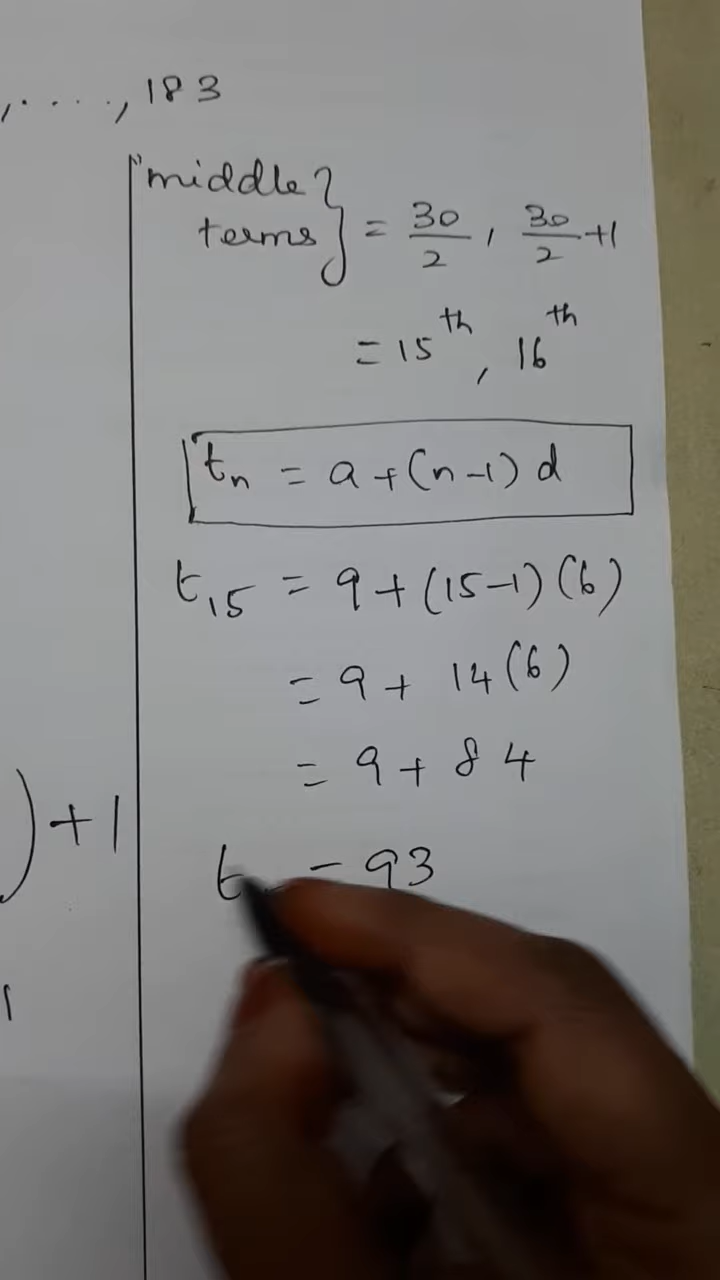 ,....,183
"middle terms} = 30/2, 30/2+1
= 15th, 16th
tn = a+(n-1)d
t15 = 9+(15-1)(6)
= 9+ 14(6)
= 9+ 84
) +1
t = 93